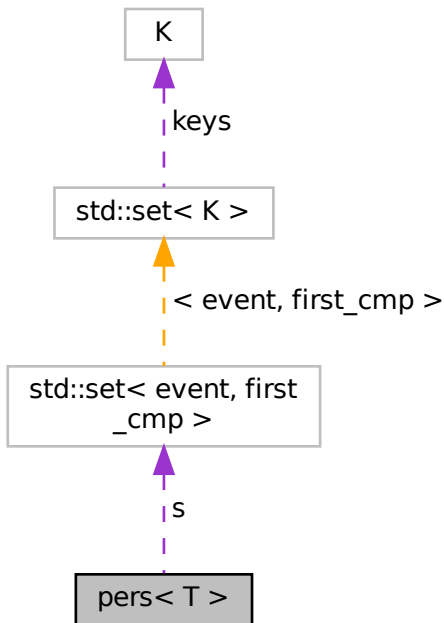 K
keys
std::set< K >
< event, first_cmp >
std::set< event, first
_cmp >
s
pers< T >